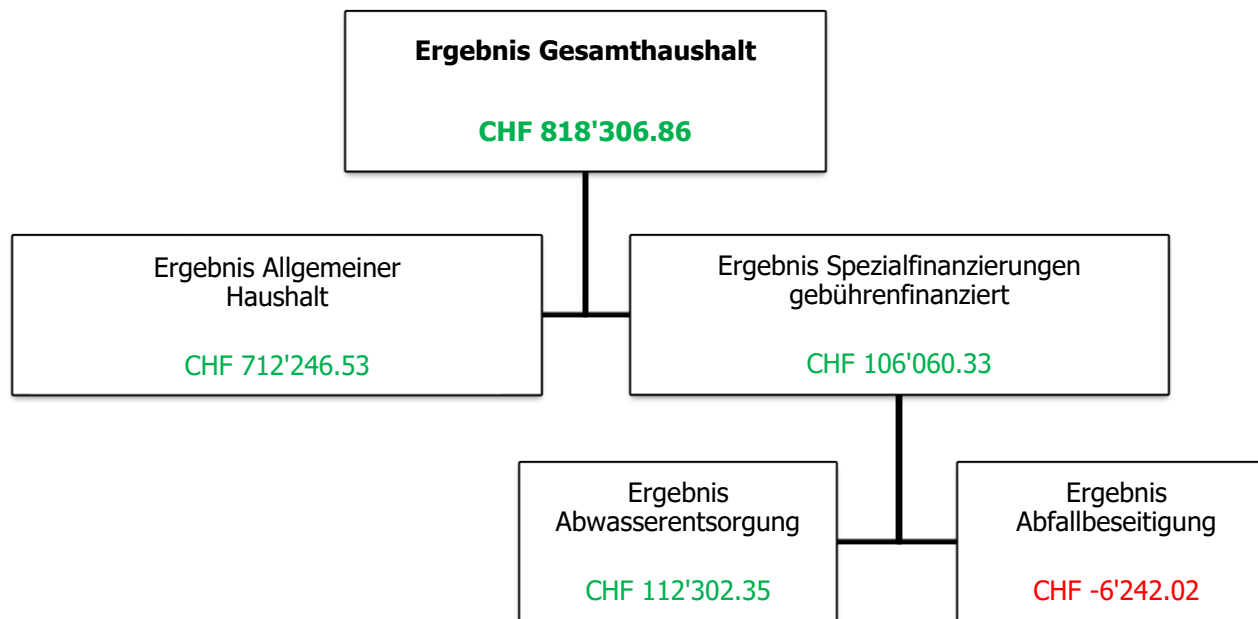 Ergebnis Gesamthaushalt
CHF 818'306.86
Ergebnis Allgemeiner
Haushalt
CHF 712'246.53
Ergebnis Spezialfinanzierungen
gebührenfinanziert
CHF 106'060.33
Ergebnis
Abwasserentsorgung
CHF 112'302.35
Ergebnis
Abfallbeseitigung
CHF -6'242.02